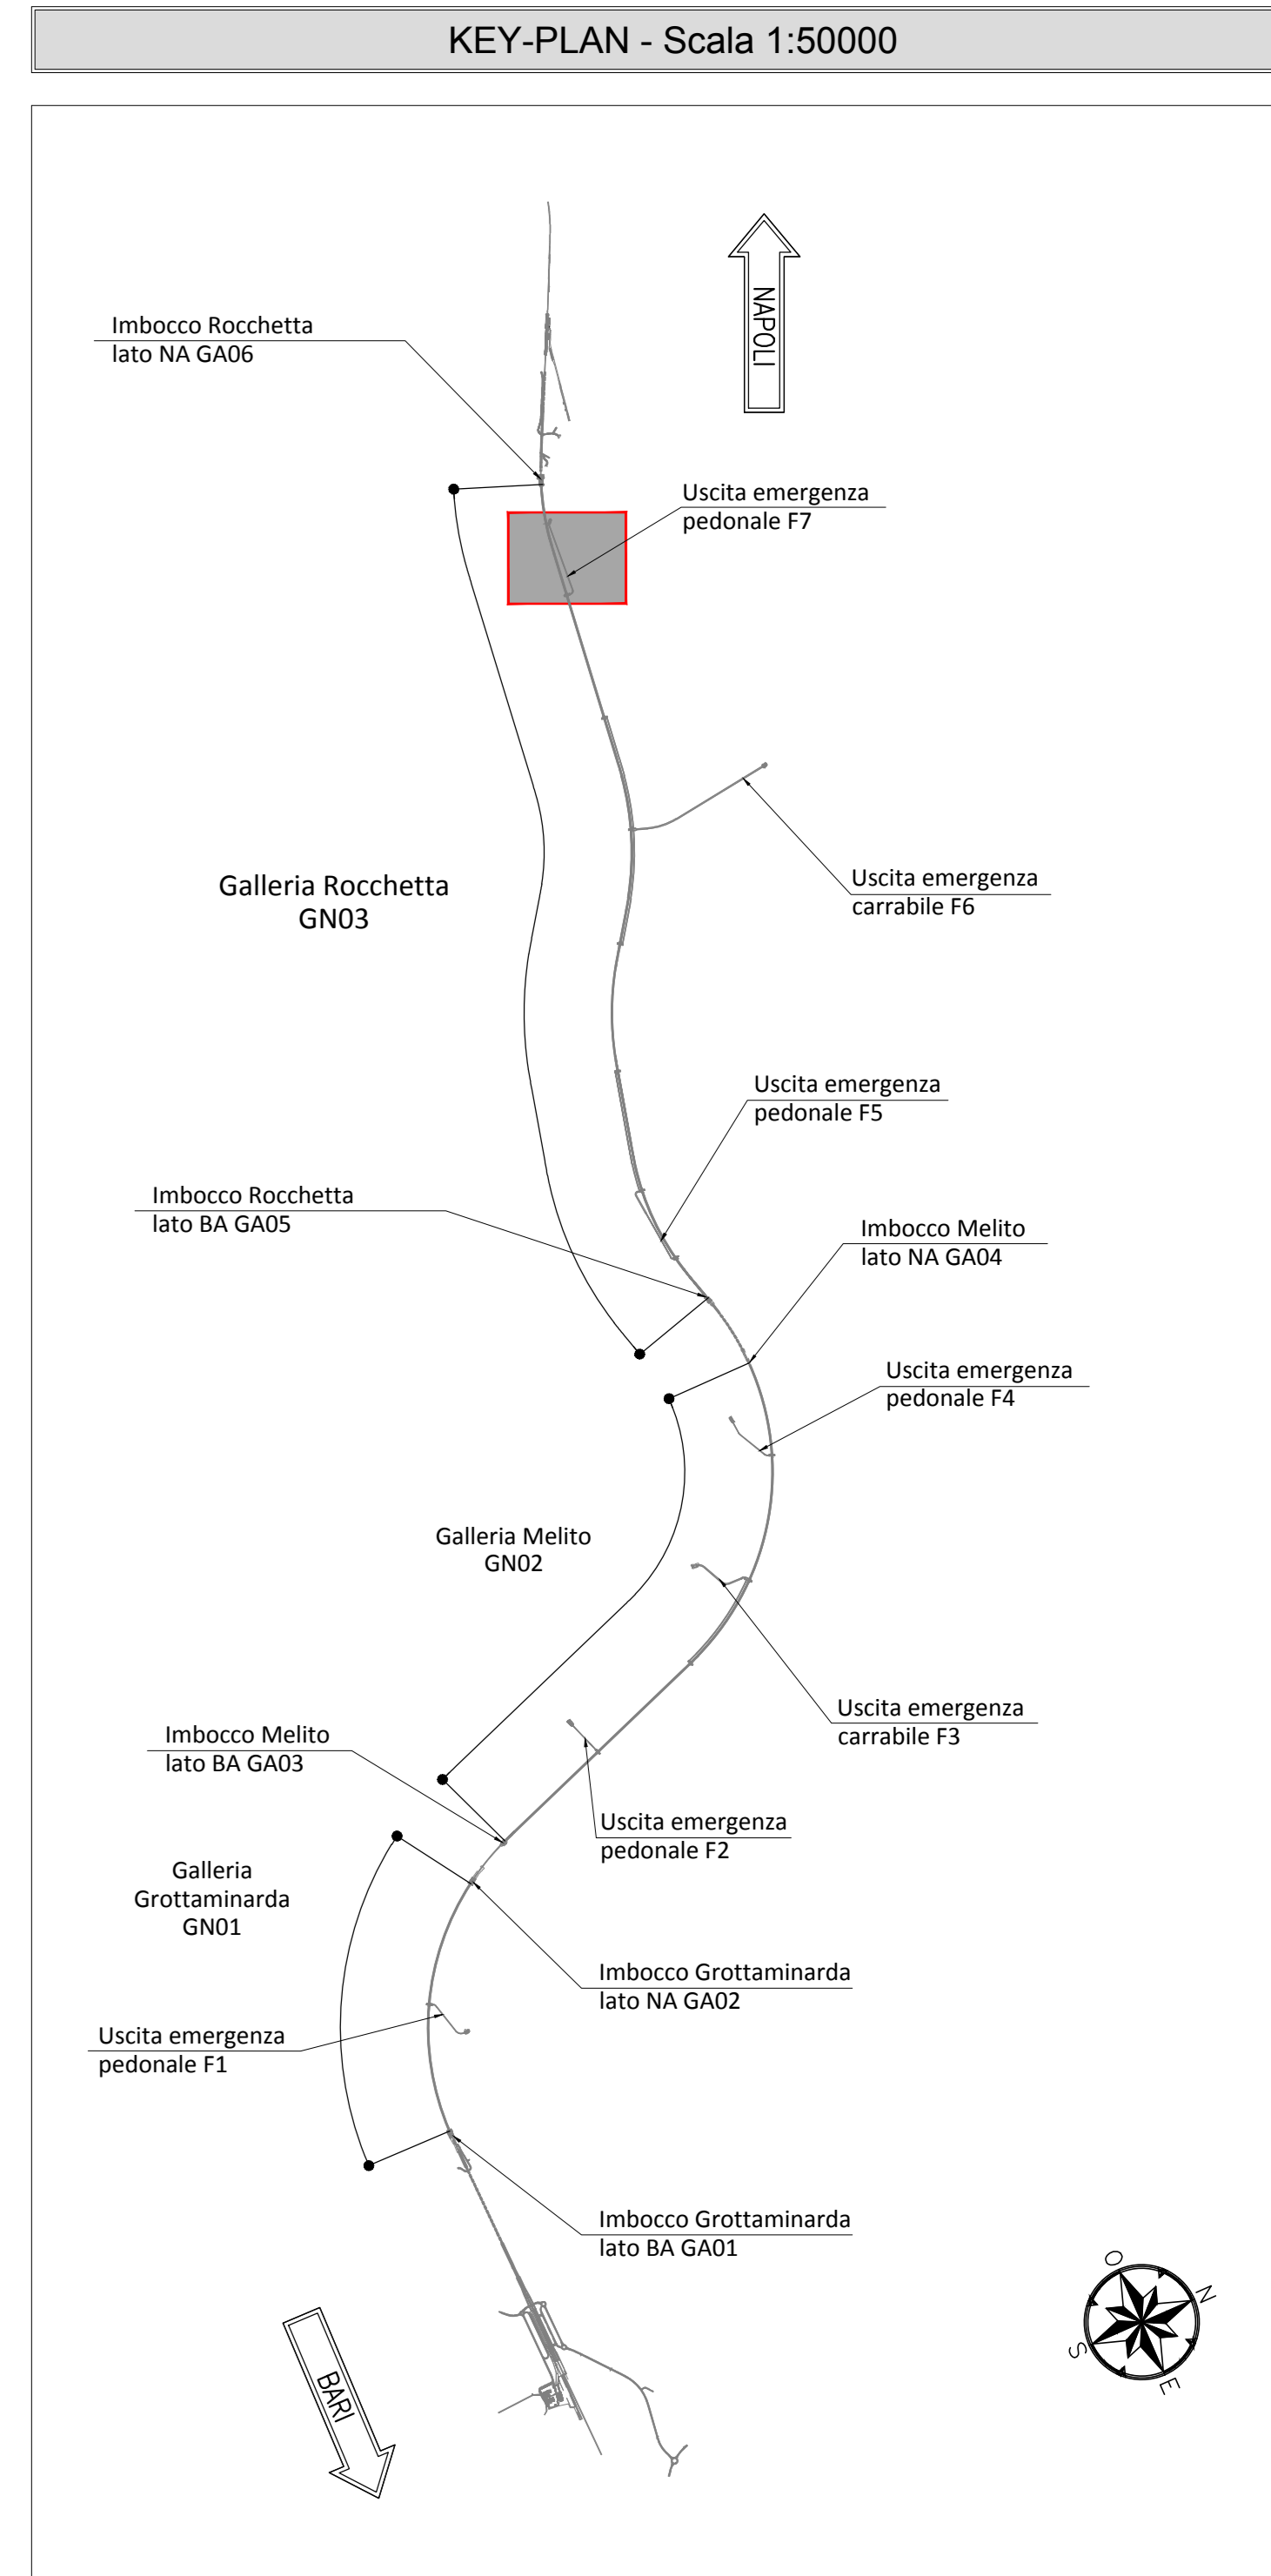 KEY-PLAN - Scala 1:50000
NAPOLI
Imbocco Rocchetta
lato NA GA06
Uscita emergenza
pedonale F7
Galleria Rocchetta
GN03
Uscita emergenza
carrabile F6
Uscita emergenza
pedonale F5
Imbocco Rocchetta
lato BA GA05
Imbocco Melito
lato NA GA04
Uscita emergenza
pedonale F4
Galleria Melito
GN02
Uscita emergenza
carrabile F3
Imbocco Melito
lato BA GA03
Uscita emergenza
pedonale F2
Galleria
Grottaminarda
GN01
Imbocco Grottaminarda
lato NA GA02
Uscita emergenza
pedonale F1
Imbocco Grottaminarda
lato BA GA01
BARI
O
N
S
E